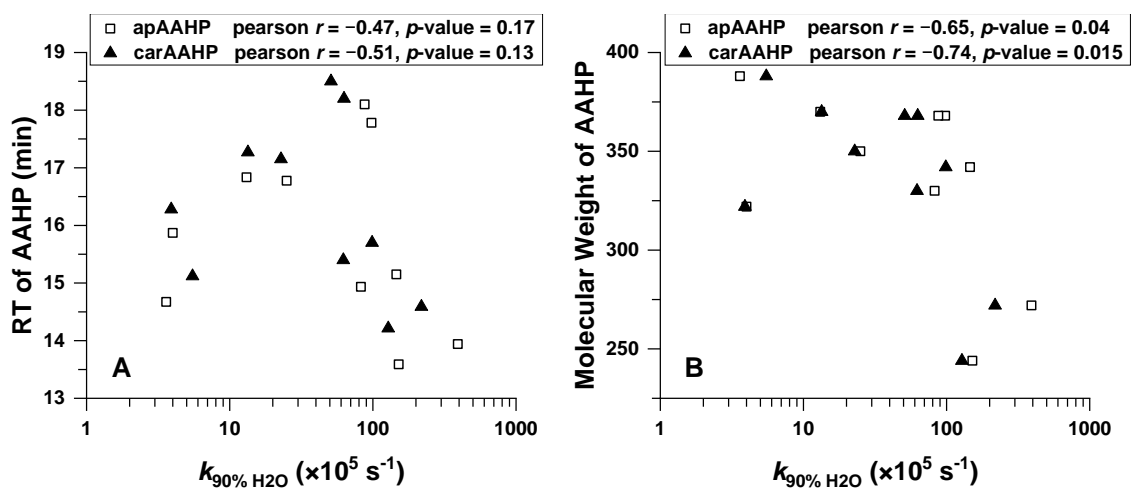 apAAHP pearson r = −0.47, p-value = 0.17
carAAHP pearson r = −0.51, p-value = 0.13
19
18
17
16
15
14
13
RT of AAHP (min)
A
1 10 100 1000
k90% H2O (×10⁵ s⁻¹)
apAAHP pearson r = −0.65, p-value = 0.04
carAAHP pearson r = −0.74, p-value = 0.015
400
350
300
250
Molecular Weight of AAHP
B
1 10 100 1000
k90% H2O (×10⁵ s⁻¹)